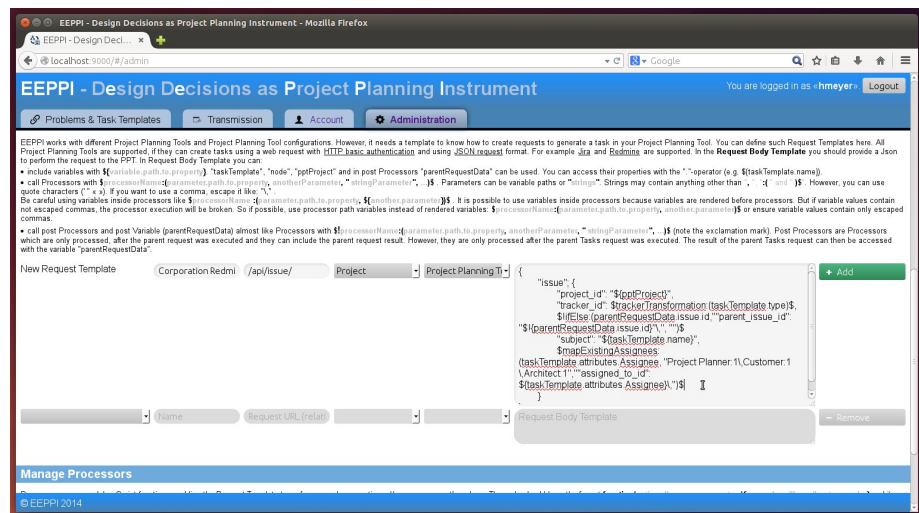 EEPPI - Design Decisions as Project Planning Instrument - Mozilla Firefox
EEPPI - Design Deci...
localhost:9000/#/admin
Google
EEPPI - Design Decisions as Project Planning Instrument
You are logged in as «hmeyer».
Logout
Problems & Task Templates
Transmission
Account
Administration
EEPPI works with different Project Planning Tools and Project Planning Tool configurations. However, it needs a template to know how to create requests to generate a task in your Project Planning Tool. You can define such Request Templates here. All
Project Planning Tools are supported, if they can create tasks using a web request with HTTP basic authentication and using JSON request format. For example Jira and Redmine are supported. In the Request Body Template you should provide a Json
to perform the request to the PPT. In Request Body Template you can:
• include variables with ${variable.path.to.property}. "taskTemplate", "node", "pptProject" and in post Processors "parentRequestData" can be used. You can access their properties with the "."-operator (e.g. ${taskTemplate.name}).
• call Processors with $processorName:(parameter.path.to.property, anotherParameter, "stringParameter", ...)$ . Parameters can be variable paths or "strings". Strings may contain anything other than
However, you can use
quote characters
If you want to use a comma, escape it like: "\,"
Be careful using variables inside processors like $processorName :(parameter.path.to.property, ${anotherparameter})$ . It is possible to use variables inside processors because variables are rendered before processors. But if variable values contain
not escaped commas, the processor execution will be broken. So if possible, use processor path variables instead of rendered variables: $processorName:(parameter.path.to.property, anotherparameter)$ or ensure variable values contain only escaped
commas.
• call post Processors and post Variable (parentRequestData) almost like Processors with $!processorName:(parameter.path.to.property, anotherParameter, "stringParameter", ...)$ (note the exclamation mark). Post Processors are Processors
which are only processed, after the parent request was executed and they can include the parent request result. However, they are only processed after the parent Tasks request was executed. The result of the parent Tasks request can then be accessed
with the variable "parentRequestData".
New Request Template
Corporation Redmi
/api/issue/
Project
Project Planning T
{
"issue": {
"project_id": "${pptProject}",
"tracker_id": $trackerTransformation:(taskTemplate.type)$,
$!ifElse:(parentRequestData.issue.id,""parent_issue_id":
"$!{parentRequestData.issue.id}"\,", "")$
"subject": "${taskTemplate.name}",
$mapExistingAssignees:
(taskTemplate.attributes.Assignee, "Project Planner:1\,Customer:1
\,Architect:1",""assigned_to_id":
${taskTemplate.attributes.Assignee}\,")$
}
+ Add
Name
Request URL (relati
Request Body Template
− Remove
Manage Processors
© EEPPI 2014